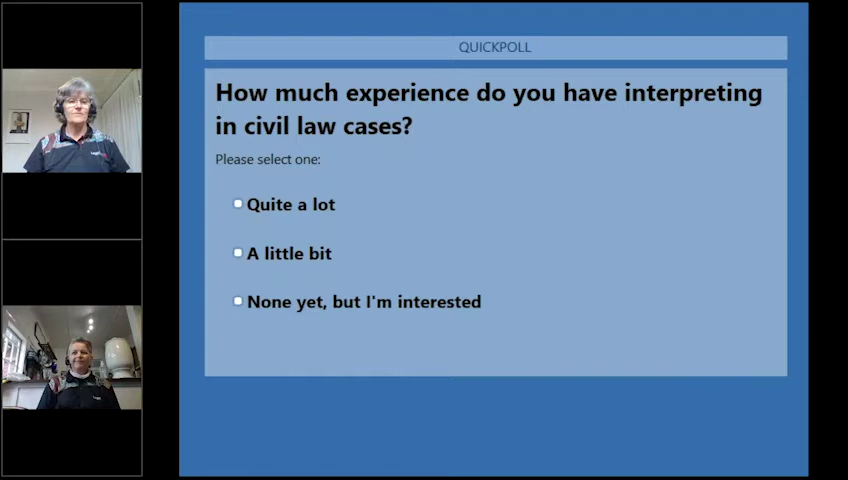 QUICKPOLL
How much experience do you have interpreting
in civil law cases?
Please select one:
Quite a lot
A little bit
None yet, but I'm interested